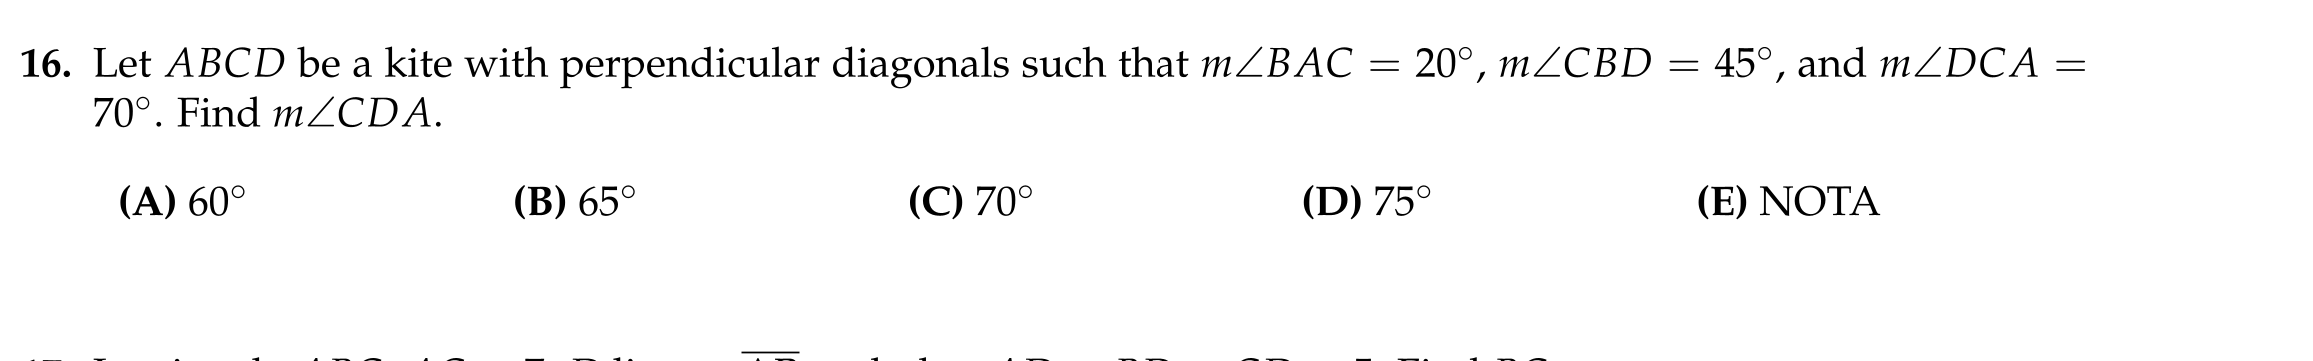 16. Let ABCD be a kite with perpendicular diagonals such that m∠BAC = 20°, m∠CBD = 45°, and m∠DCA =
70°. Find m∠CDA.
(A) 60° (B) 65° (C) 70° (D) 75° (E) NOTA